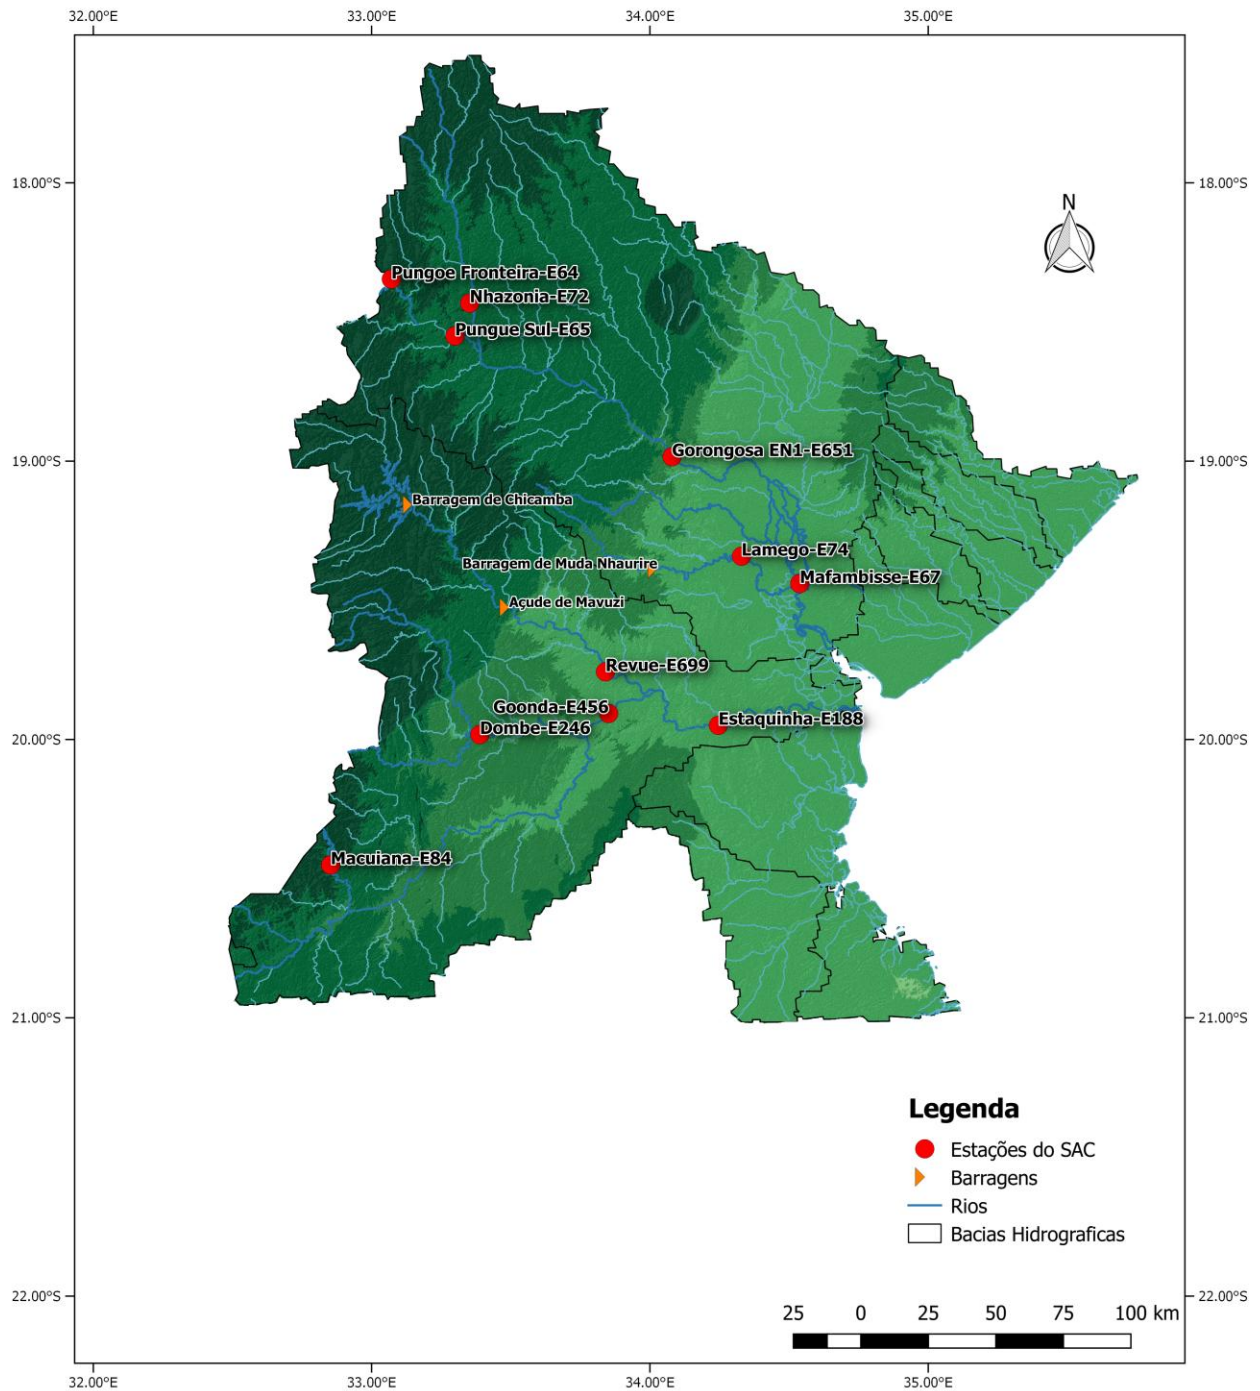 32.00°E 33.00°E 34.00°E 35.00°E
18.00°S 18.00°S
N
Pungoe Fronteira-E64
Nhazonia-E72
Pungue Sul-E65
Gorongosa EN1-E651
19.00°S 19.00°S
Barragem de Chicamba
Lamego-E74
Barragem de Muda Nhaurire
Mafambisse-E67
Açude de Mavuzi
Revue-E699
Goonda-E456
Estaquinha-E188
Dombe-E246
20.00°S 20.00°S
Macuiana-E84
21.00°S 21.00°S
Legenda
Estações do SAC
Barragens
Rios
Bacias Hidrograficas
22.00°S 22.00°S
25 0 25 50 75 100 km
32.00°E 33.00°E 34.00°E 35.00°E